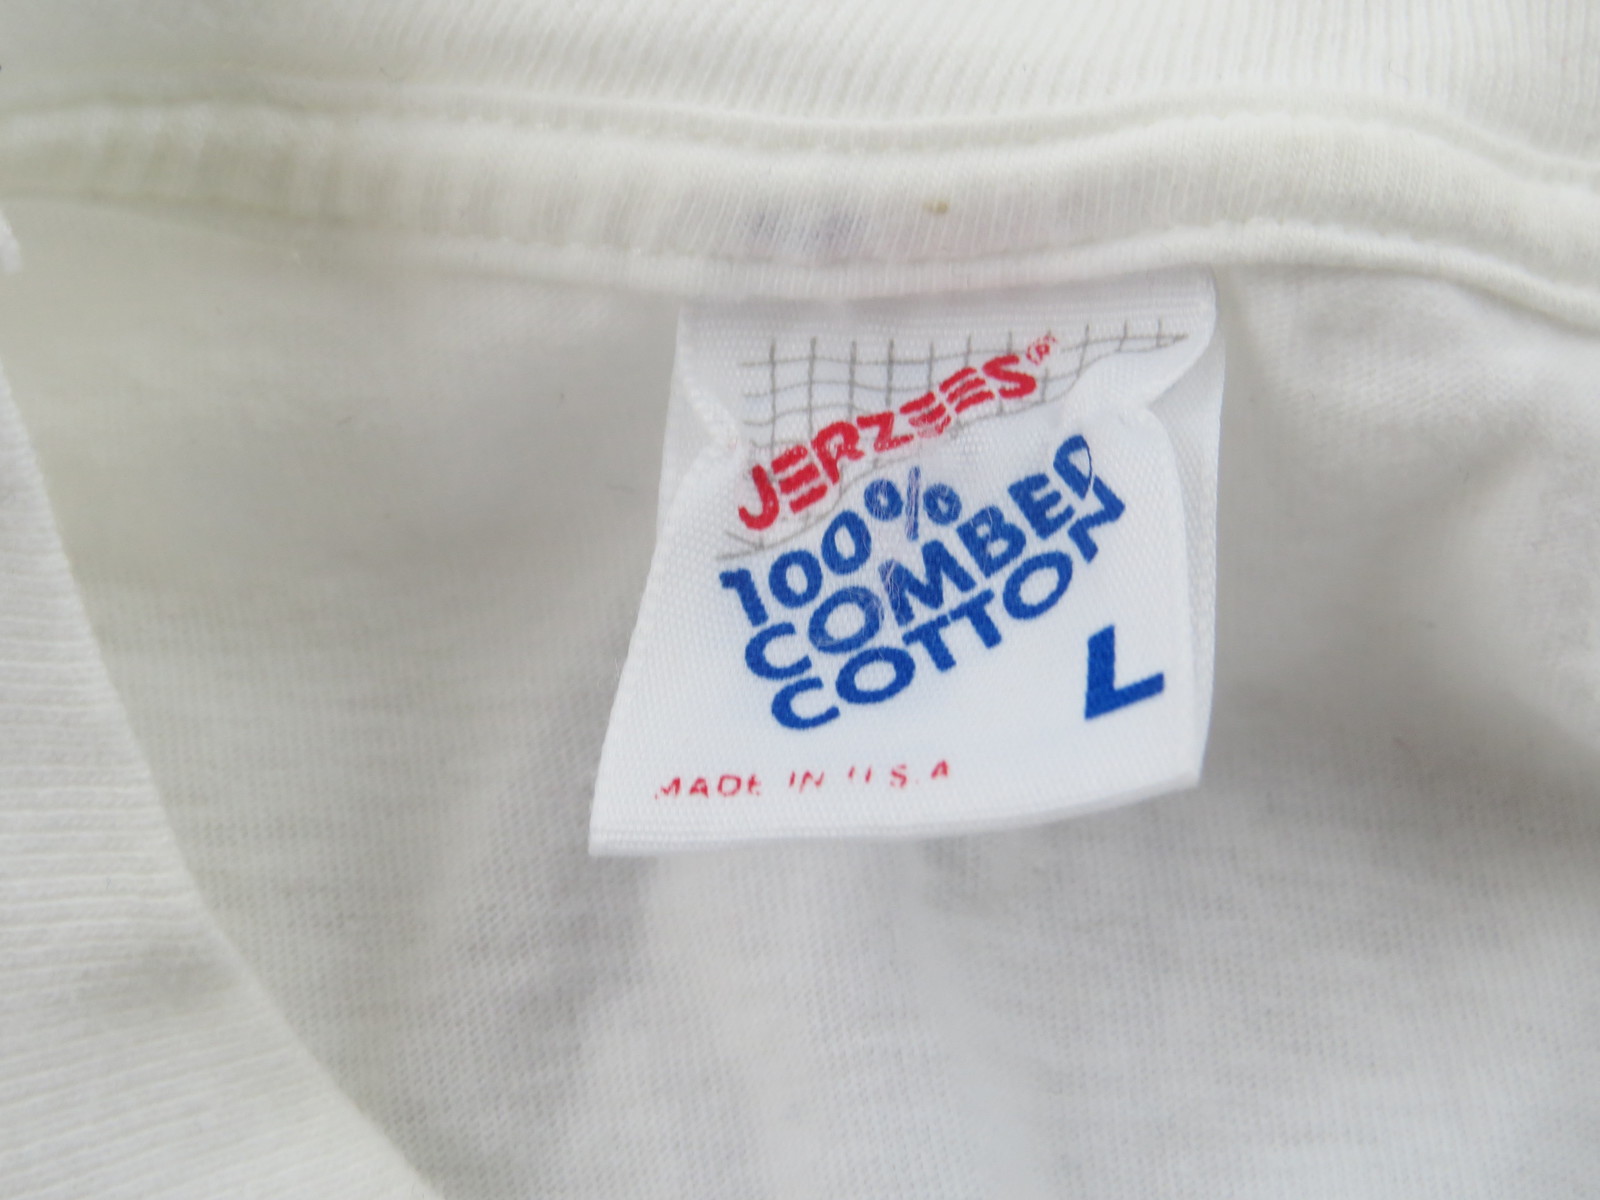 JERZEES®
100%
COMBED
COTTON
L
MADE IN U.S.A